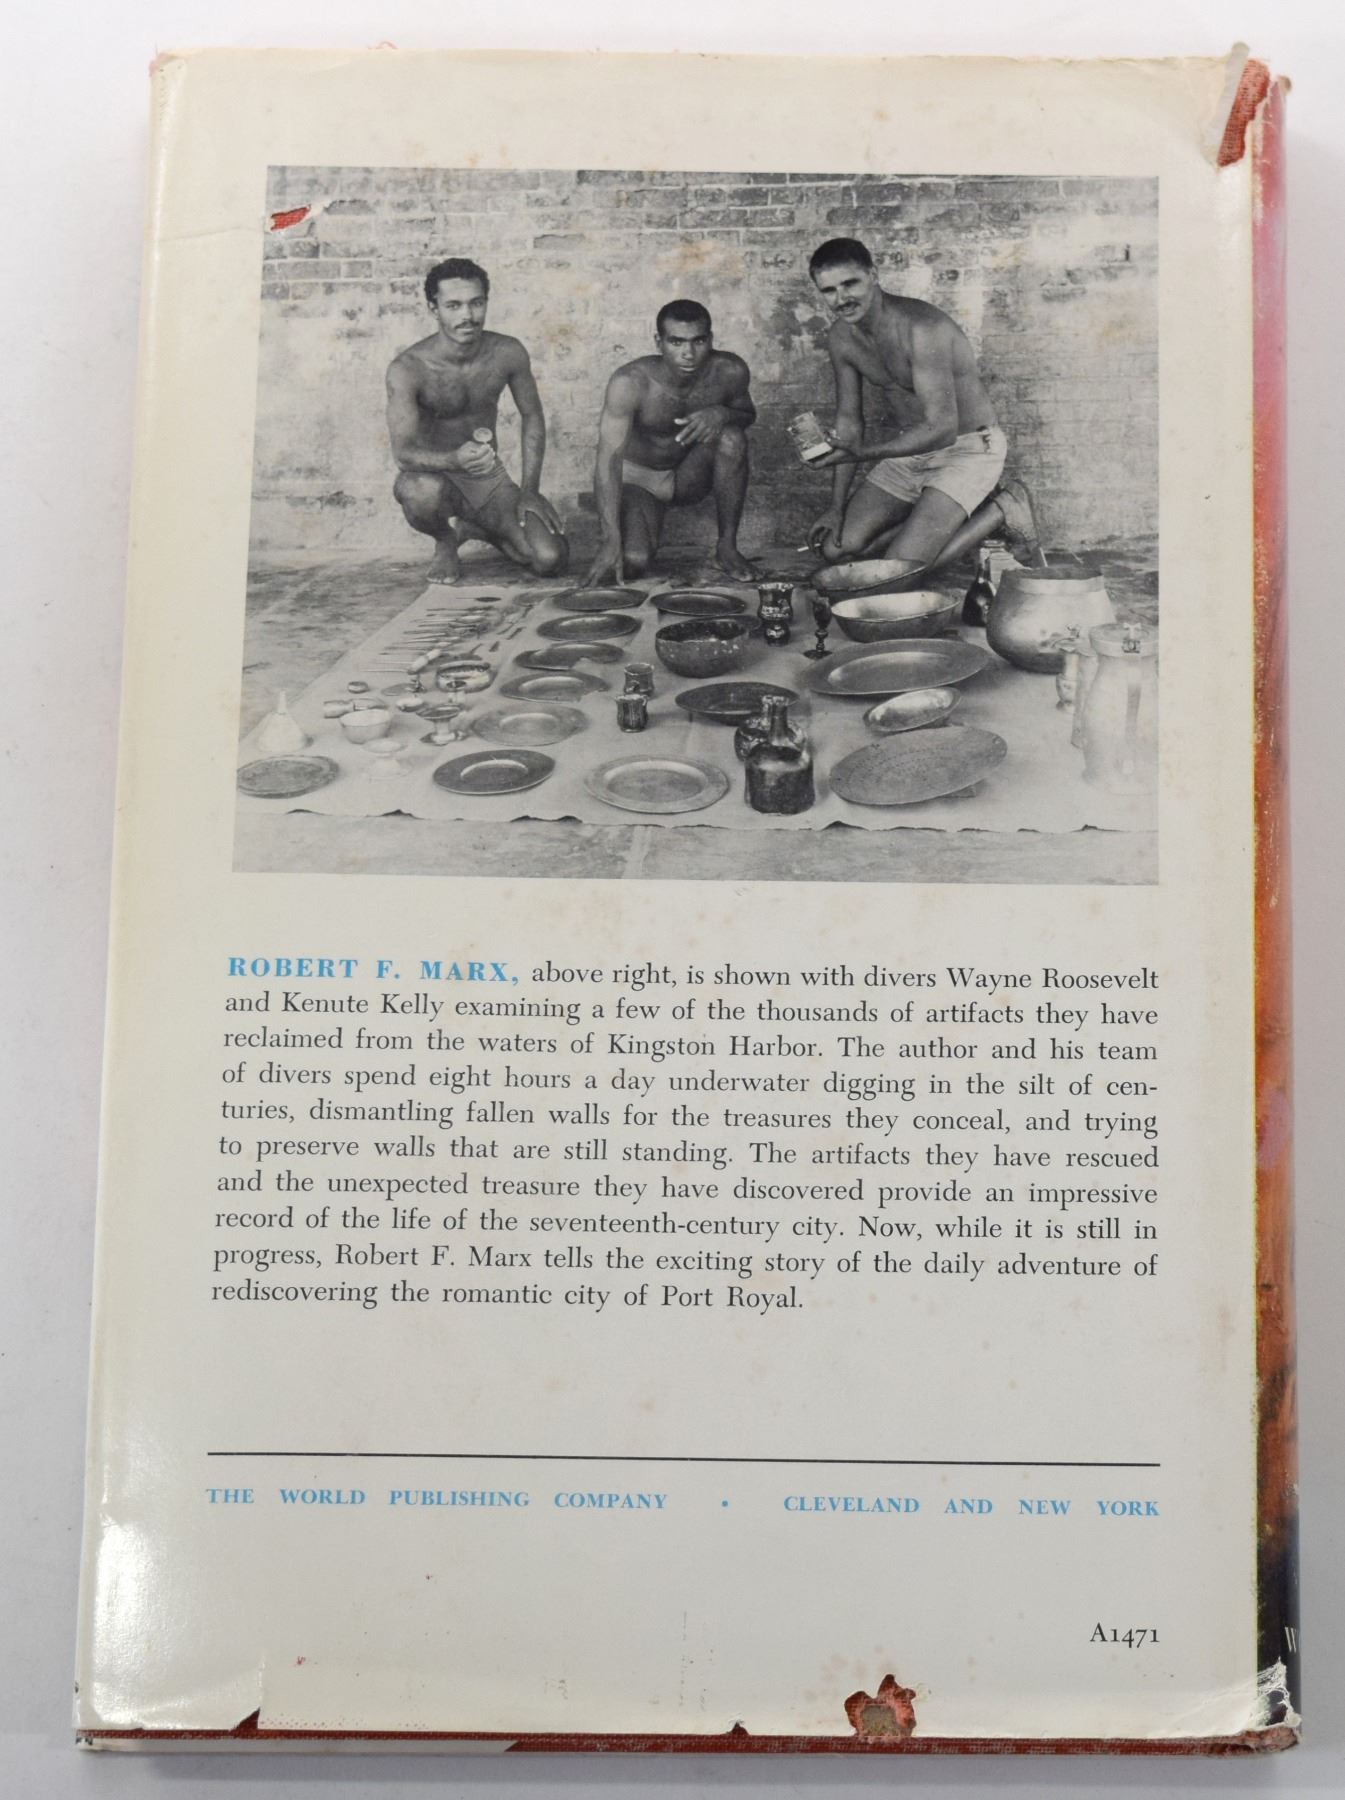 ROBERT F. MARX, above right, is shown with divers Wayne Roosevelt
and Kenute Kelly examining a few of the thousands of artifacts they have
reclaimed from the waters of Kingston Harbor. The author and his team
of divers spend eight hours a day underwater digging in the silt of cen-
turies, dismantling fallen walls for the treasures they conceal, and trying
to preserve walls that are still standing. The artifacts they have rescued
and the unexpected treasure they have discovered provide an impressive
record of the life of the seventeenth-century city. Now, while it is still in
progress, Robert F. Marx tells the exciting story of the daily adventure of
rediscovering the romantic city of Port Royal.
THE WORLD PUBLISHING COMPANY • CLEVELAND AND NEW YORK
A1471